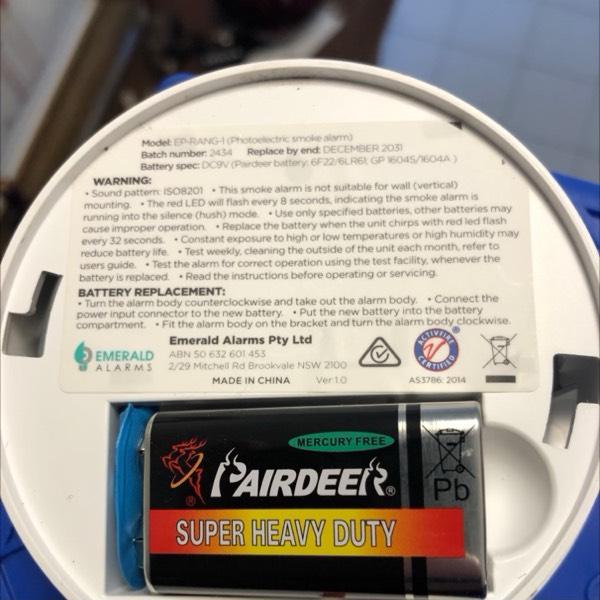 Model: EP-RANG-1 (Photoelectric smoke alarm)
Batch number: 2434 Replace by end: DECEMBER 2031
Battery spec: DC9V (Pairdeer battery: 6F22/6LR61; GP 1604S/1604A )
WARNING:
• Sound pattern: ISO8201 • This smoke alarm is not suitable for wall (vertical)
mounting. • The red LED will flash every 8 seconds, indicating the smoke alarm is
running into the silence (hush) mode. • Use only specified batteries, other batteries may
cause improper operation. • Replace the battery when the unit chirps with red led flash
every 32 seconds. • Constant exposure to high or low temperatures or high humidity may
reduce battery life. • Test weekly, cleaning the outside of the unit each month, refer to
users guide. • Test the alarm for correct operation using the test facility, whenever the
battery is replaced. • Read the instructions before operating or servicing.
BATTERY REPLACEMENT:
• Turn the alarm body counterclockwise and take out the alarm body. • Connect the
power input connector to the new battery. • Put the new battery into the battery
compartment. • Fit the alarm body on the bracket and turn the alarm body clockwise.
EMERALD
ALARMS
Emerald Alarms Pty Ltd
ABN 50 632 601 453
2/29 Mitchell Rd Brookvale NSW 2100
MADE IN CHINA Ver:1.0
ACTIVFIRE
CERTIFIED
AS3786: 2014
MERCURY FREE
PAIRDEER®
Pb
SUPER HEAVY DUTY